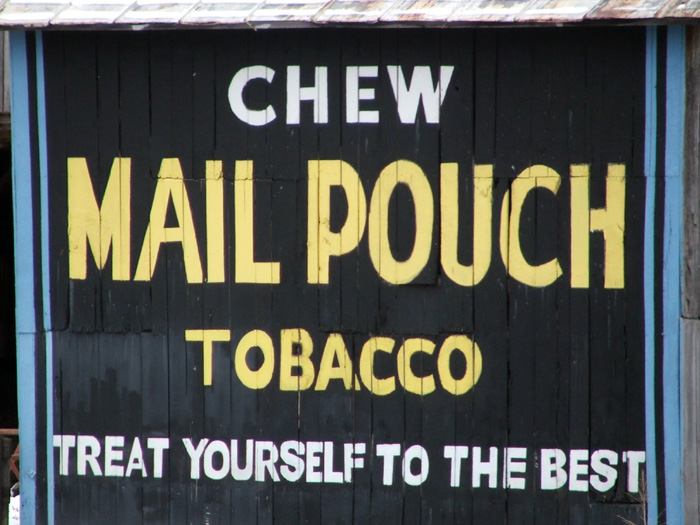 CHEW
MAIL POUCH
TOBACCO
TREAT YOURSELF TO THE BEST